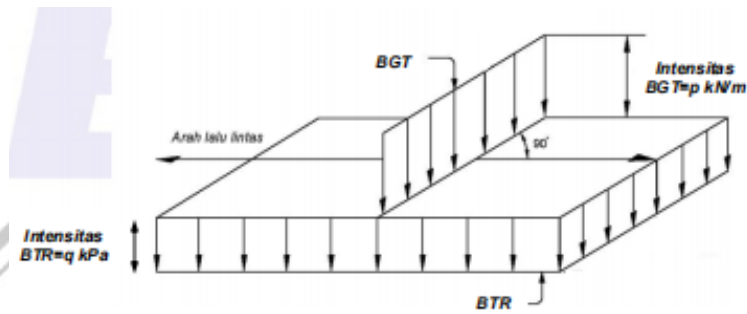 BGT
Intensitas
BGT=p kN/m
Arah lalu lintas
90°
Intensitas
BTR=q kPa
BTR